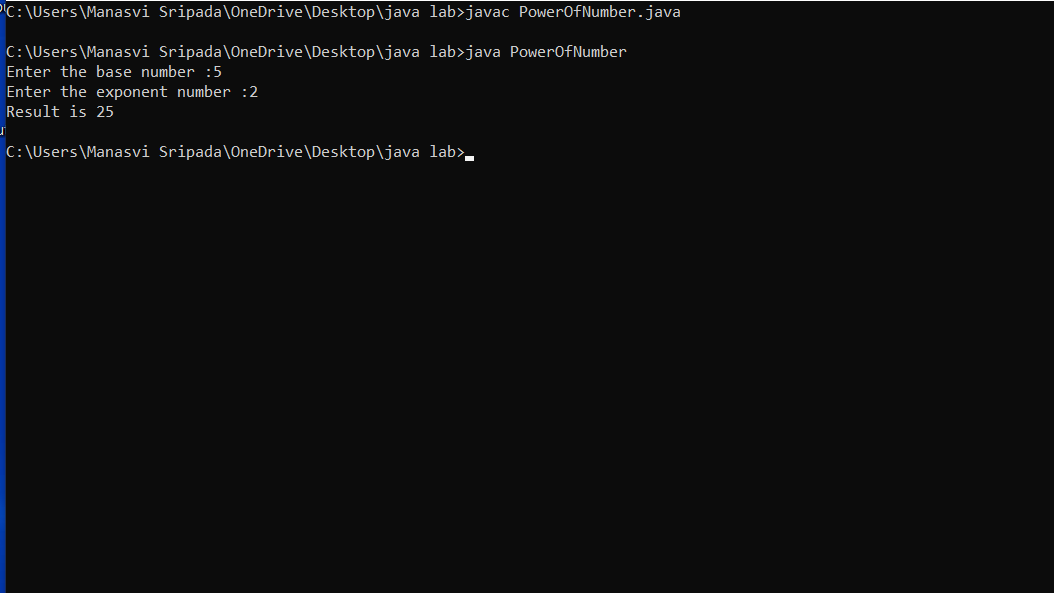 C:\Users\Manasvi Sripada\OneDrive\Desktop\java lab>javac PowerOfNumber.java
C:\Users\Manasvi Sripada\OneDrive\Desktop\java lab>java PowerOfNumber
Enter the base number :5
Enter the exponent number :2
Result is 25
C:\Users\Manasvi Sripada\OneDrive\Desktop\java lab>